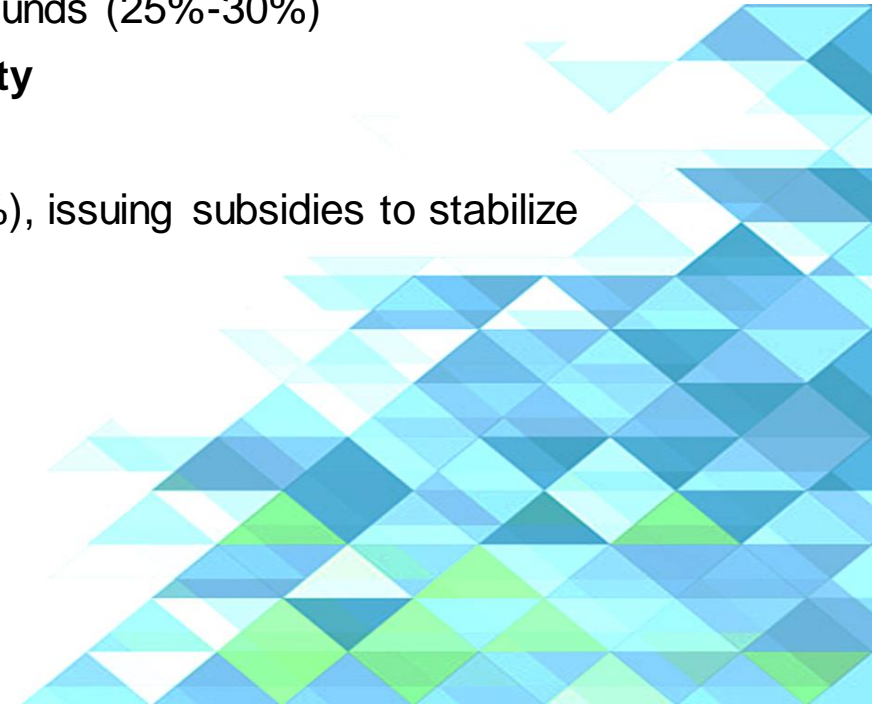 unds (25%-30%)
ty
), issuing subsidies to stabilize